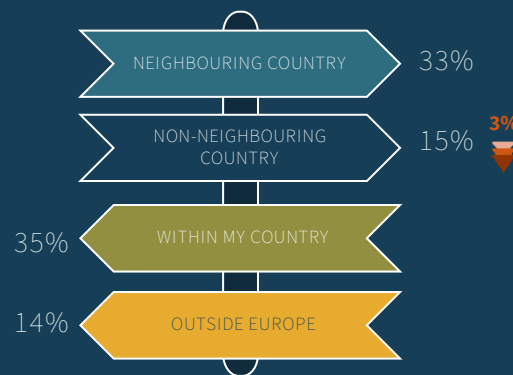 NEIGHBOURING COUNTRY
33%
NON-NEIGHBOURING
COUNTRY
15%
3%
35%
WITHIN MY COUNTRY
14%
OUTSIDE EUROPE